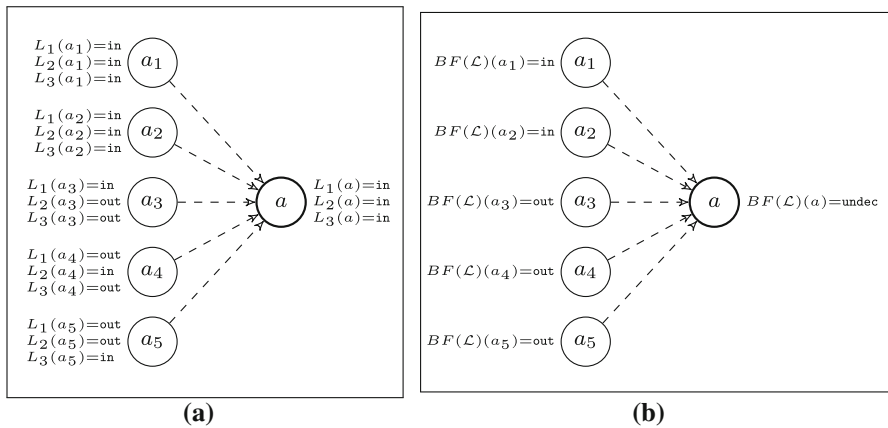 L₁(a₁)=in
L₂(a₁)=in
L₃(a₁)=in
a₁
L₁(a₂)=in
L₂(a₂)=in
L₃(a₂)=in
a₂
L₁(a₃)=in
L₂(a₃)=out
L₃(a₃)=out
a₃
a
L₁(a)=in
L₂(a)=in
L₃(a)=in
L₁(a₄)=out
L₂(a₄)=in
L₃(a₄)=out
a₄
L₁(a₅)=out
L₂(a₅)=out
L₃(a₅)=in
a₅
(a)
BF(ℒ)(a₁)=in
a₁
BF(ℒ)(a₂)=in
a₂
BF(ℒ)(a₃)=out
a₃
a
BF(ℒ)(a)=undec
BF(ℒ)(a₄)=out
a₄
BF(ℒ)(a₅)=out
a₅
(b)